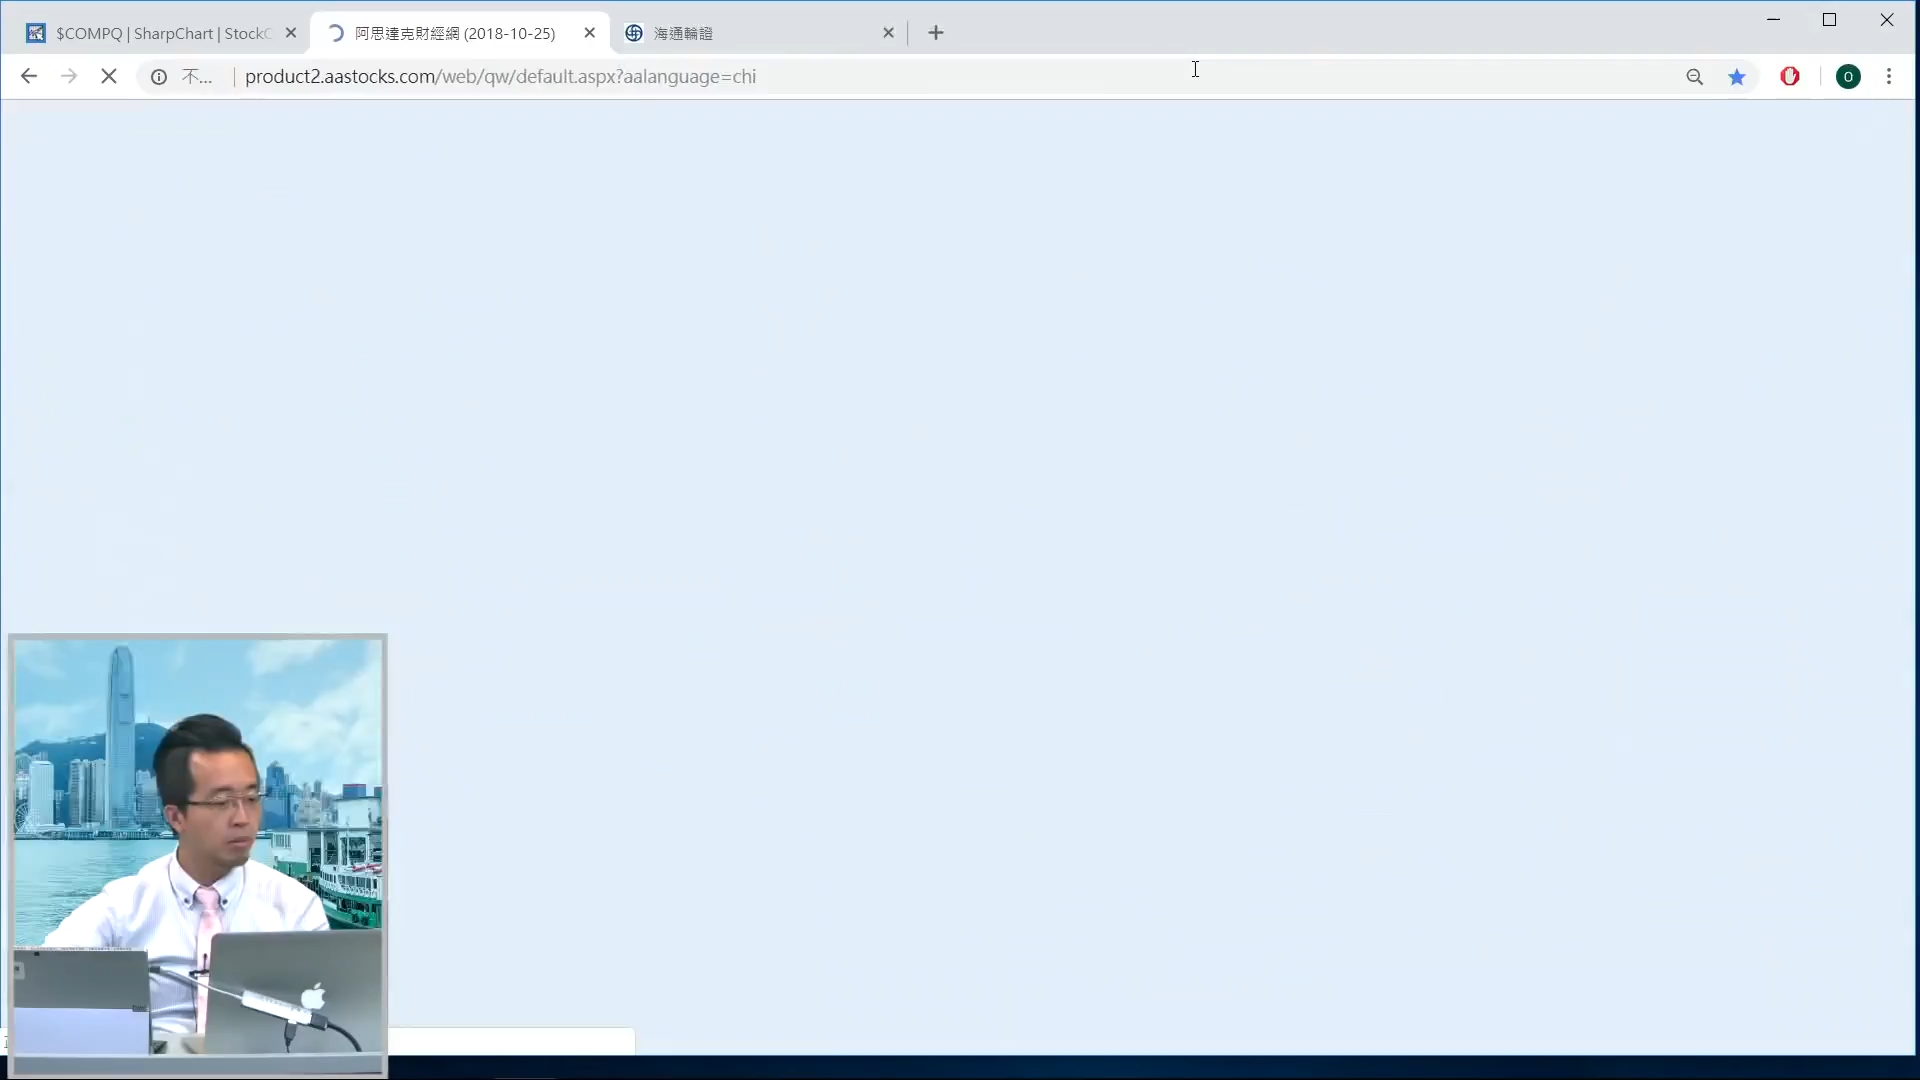 $COMPQ | SharpChart | StockC
阿思達克財經網 (2018-10-25)
海通輪證
不...
product2.aastocks.com/web/qw/default.aspx?aalanguage=chi
O